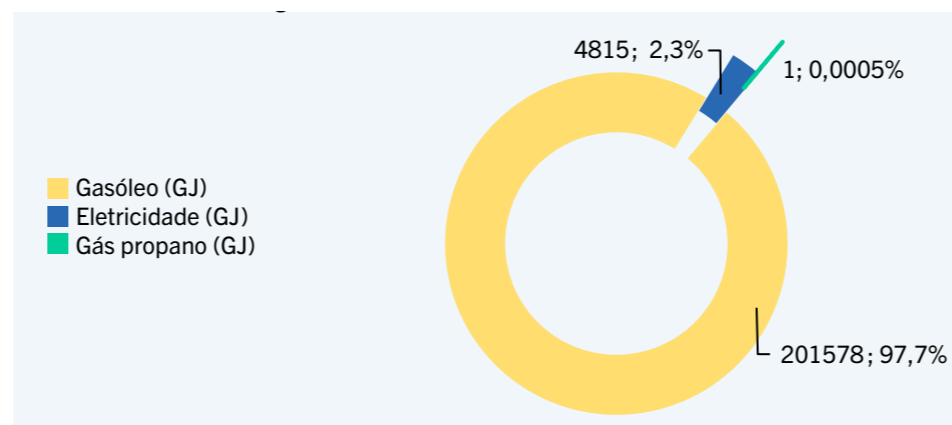 4815; 2,3%
1; 0,0005%
Gasóleo (GJ)
Eletricidade (GJ)
Gás propano (GJ)
201578; 97,7%